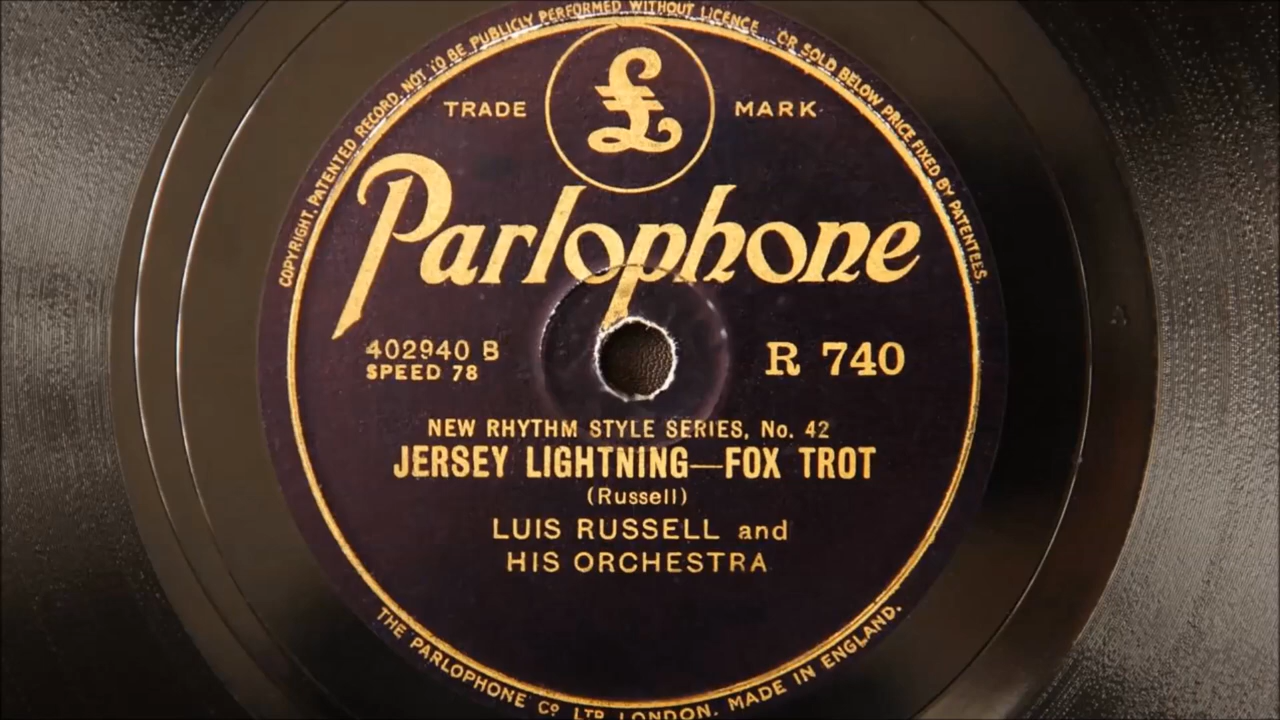 COPYRIGHT. PATENTED RECORD. NOT TO BE PUBLICLY PERFORMED WITHOUT LICENCE OR SOLD BELOW PRICE FIXED BY PATENTEES.
TRADE £ MARK
Parlophone
402940 B
SPEED 78
R 740
NEW RHYTHM STYLE SERIES, No. 42
JERSEY LIGHTNING—FOX TROT
(Russell)
LUIS RUSSELL and
HIS ORCHESTRA
THE PARLOPHONE Co LTD LONDON. MADE IN ENGLAND.